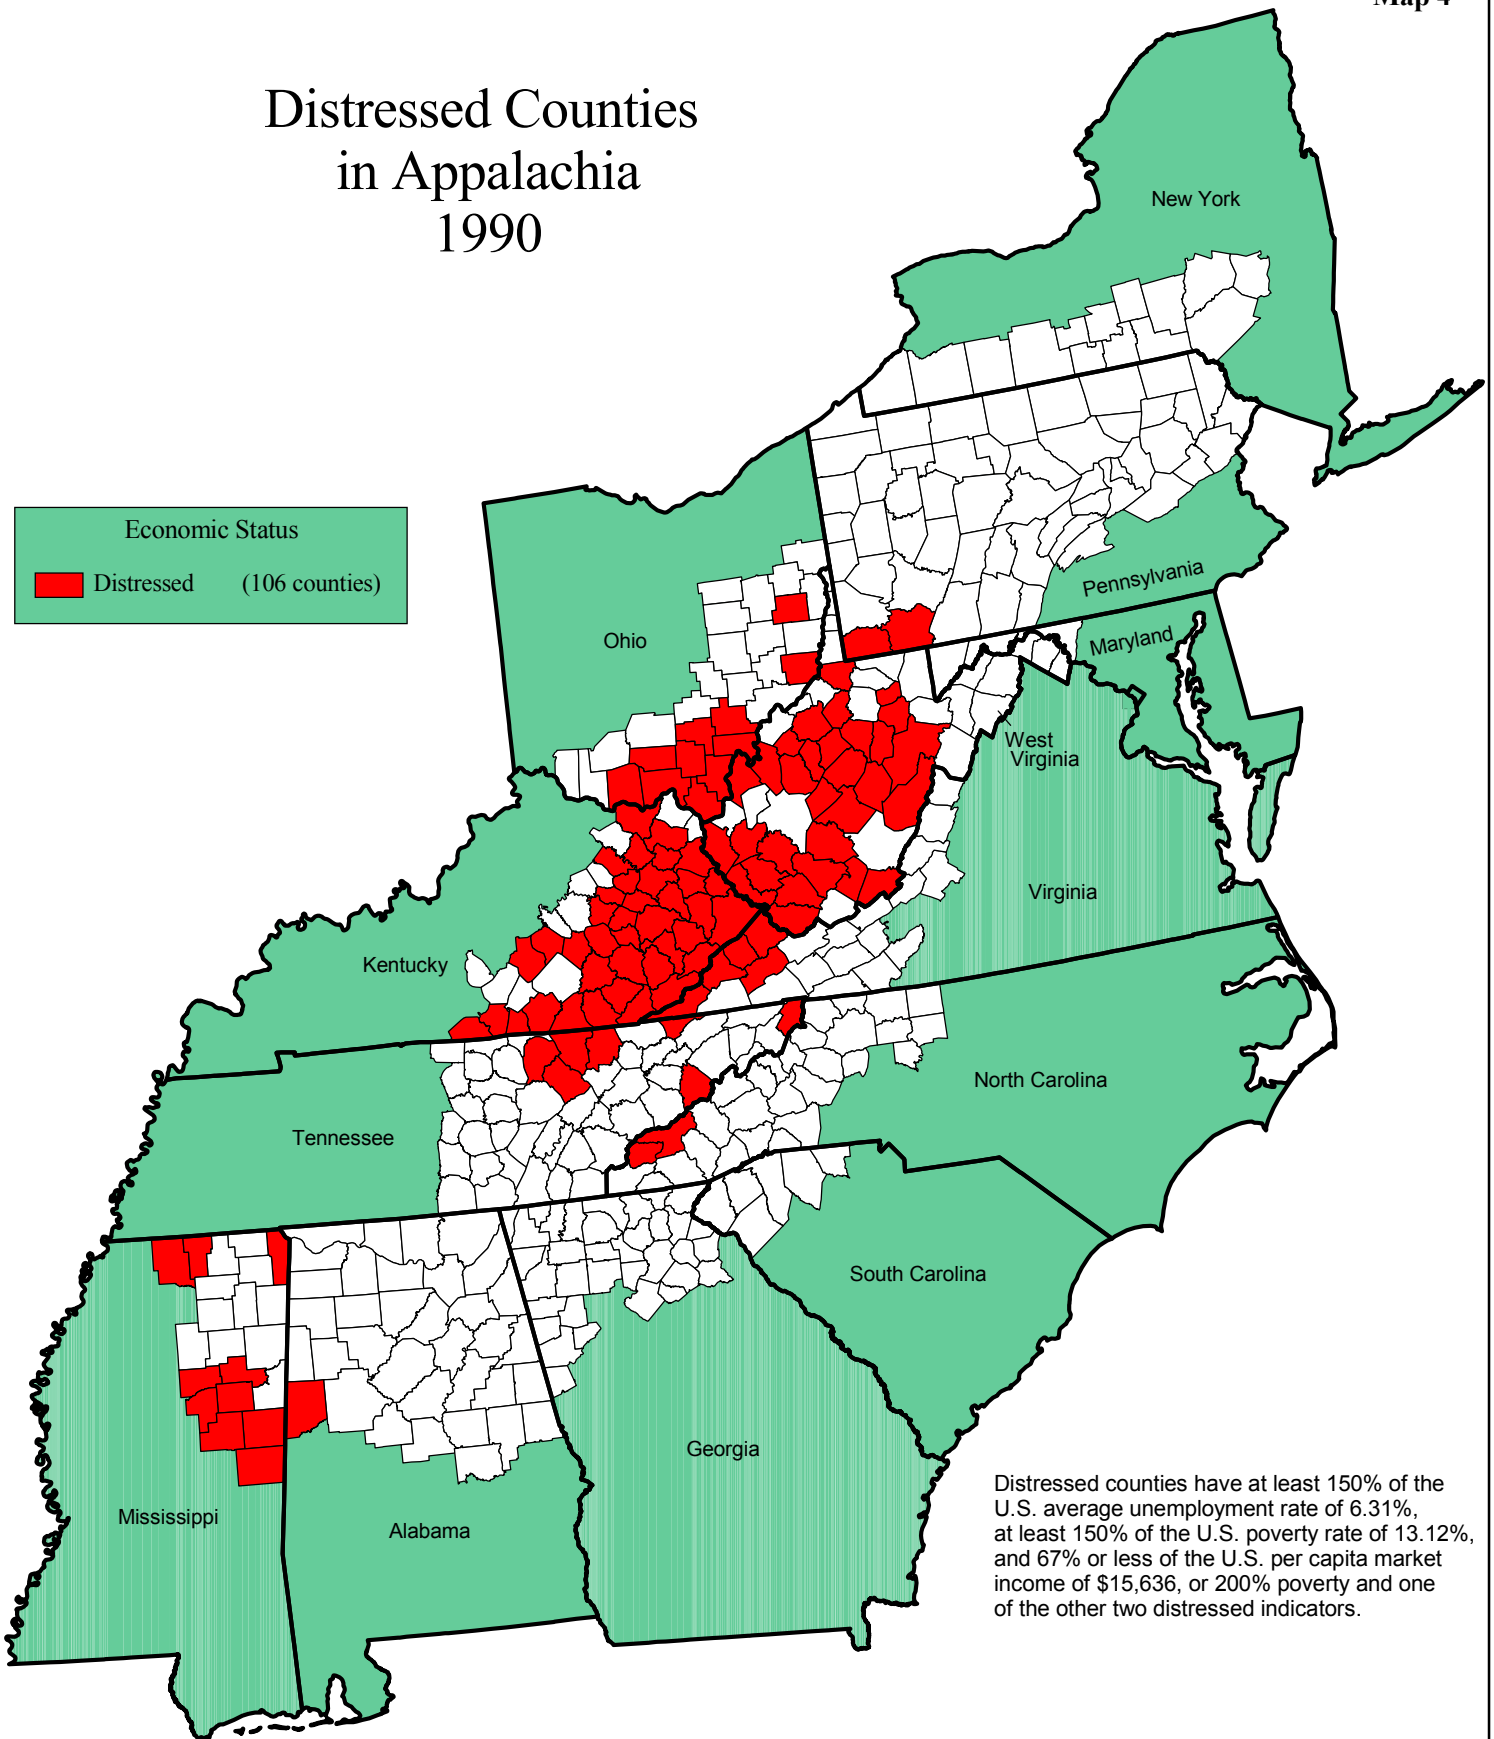 Map 4
Distressed Counties
in Appalachia
1990
New York
Economic Status
Distressed (106 counties)
Pennsylvania
Ohio
Maryland
West
Virginia
Virginia
Kentucky
North Carolina
Tennessee
South Carolina
Georgia
Mississippi
Alabama
Distressed counties have at least 150% of the
U.S. average unemployment rate of 6.31%,
at least 150% of the U.S. poverty rate of 13.12%,
and 67% or less of the U.S. per capita market
income of $15,636, or 200% poverty and one
of the other two distressed indicators.